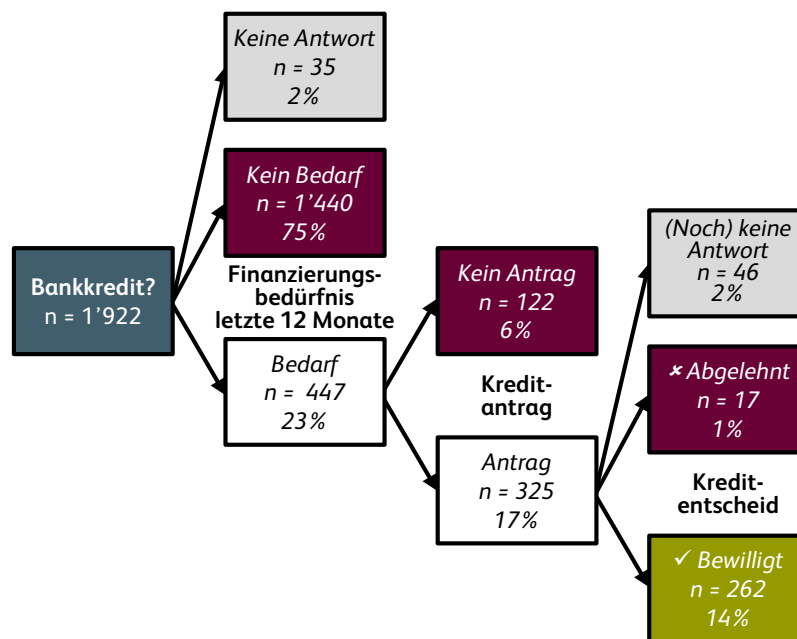 Keine Antwort
n = 35
2%
Kein Bedarf
n = 1’440
75%
Bankkredit?
n = 1’922
Finanzierungs-
bedürfnis
letzte 12 Monate
Bedarf
n = 447
23%
Kein Antrag
n = 122
6%
Kredit-
antrag
Antrag
n = 325
17%
(Noch) keine
Antwort
n = 46
2%
✗ Abgelehnt
n = 17
1%
Kredit-
entscheid
✓ Bewilligt
n = 262
14%